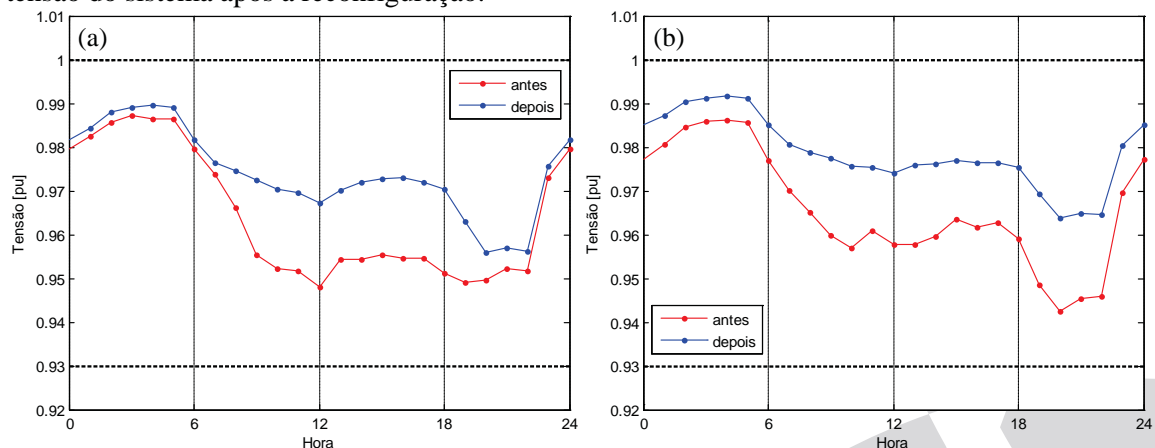 tensão do sistema após a reconfiguração.
(a)
1.01
1
0.99
0.98
0.97
0.96
0.95
0.94
0.93
0.92
Tensão [pu]
antes
depois
0
6
12
18
24
Hora
(b)
1.01
1
0.99
0.98
0.97
0.96
0.95
0.94
0.93
0.92
Tensão [pu]
antes
depois
0
6
12
18
24
Hora